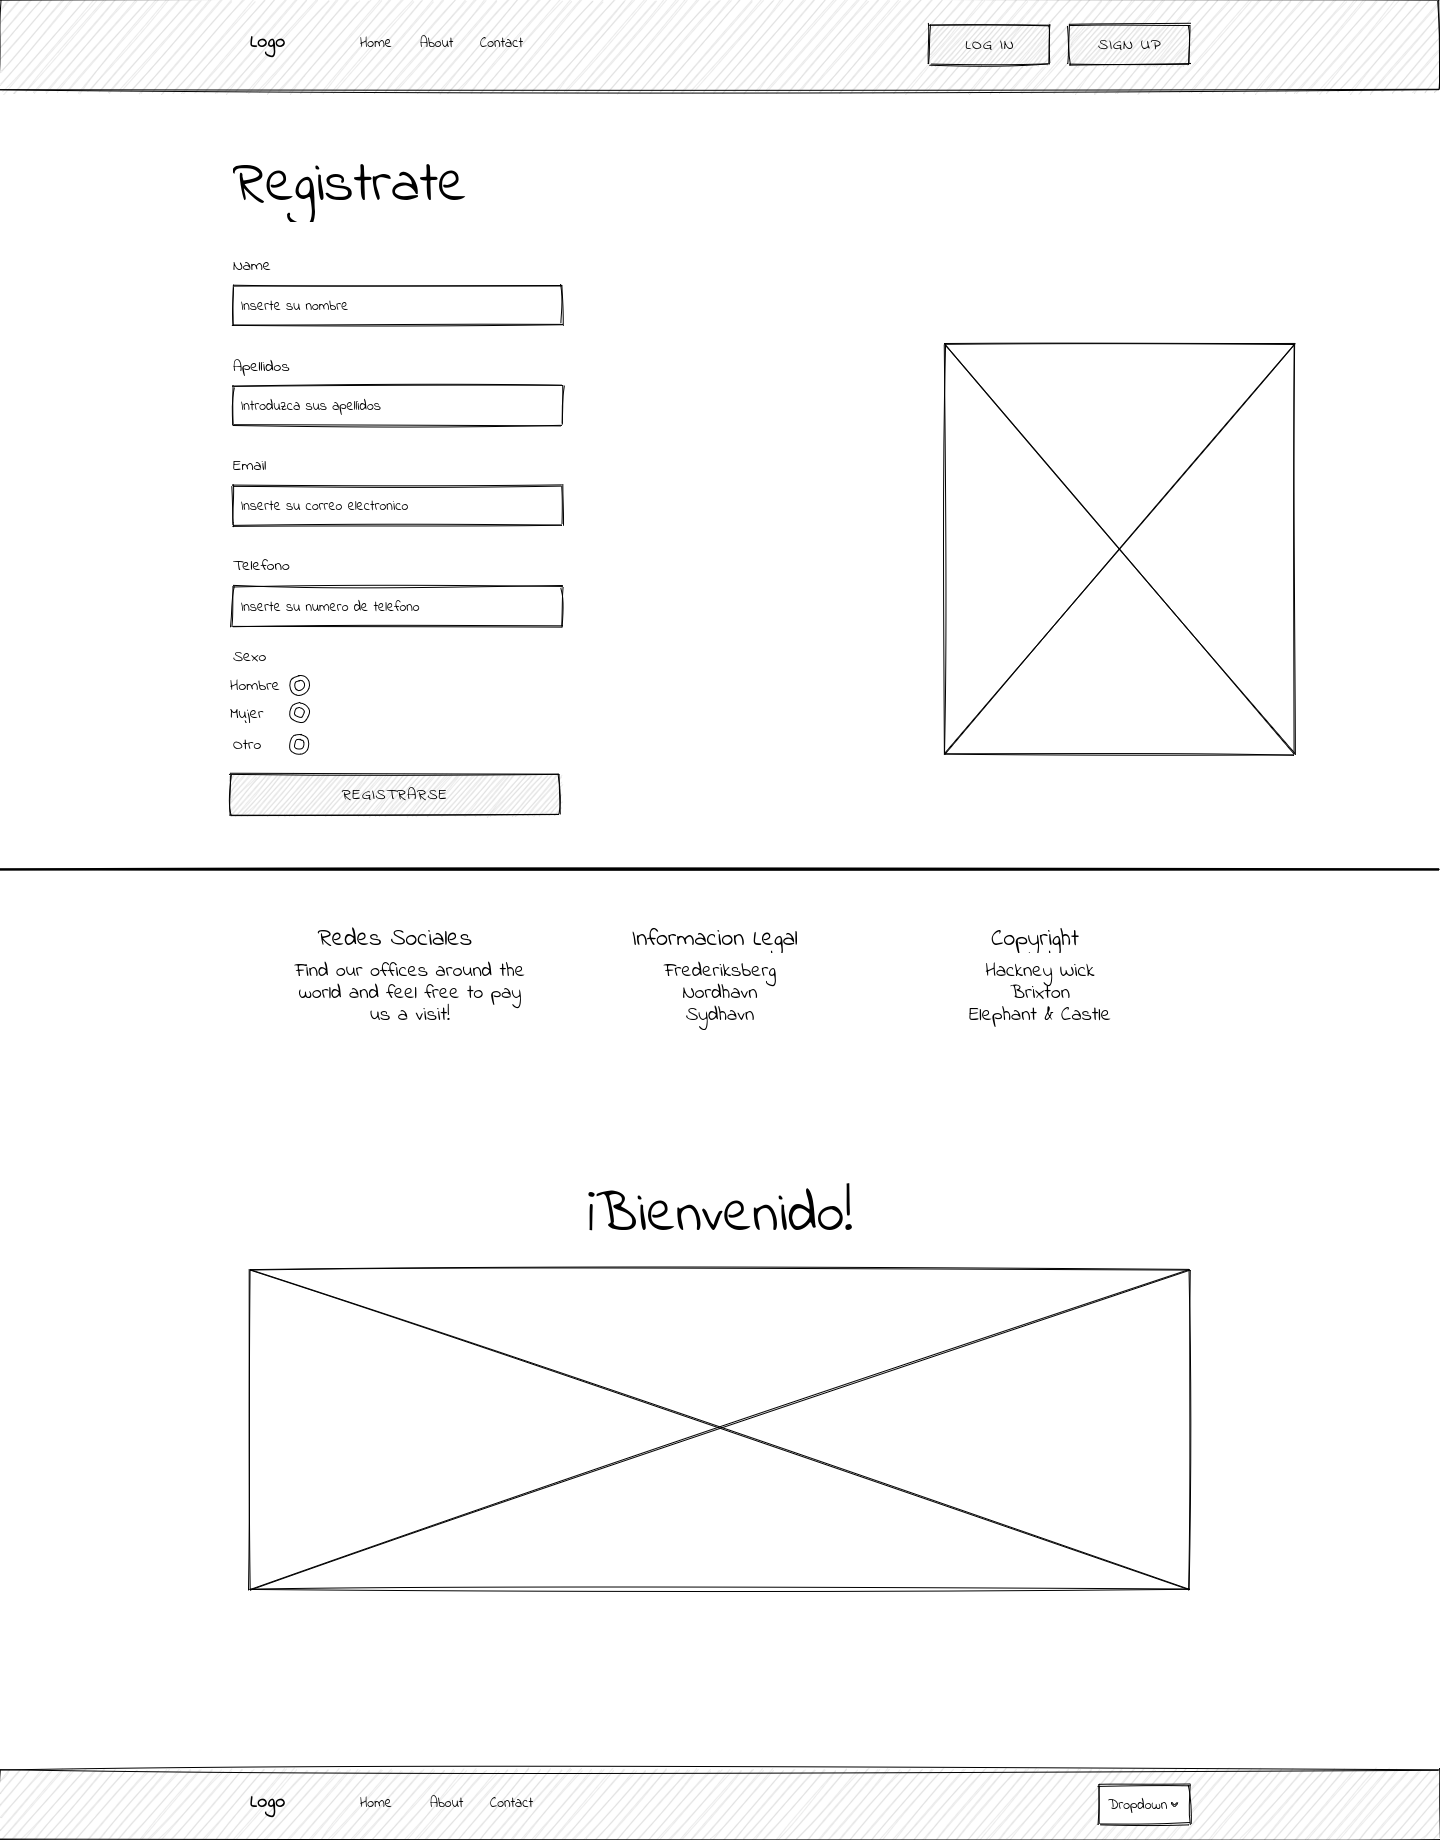 Logo Home About Contact LOG IN SIGN UP
Registrate
Name
Inserte su nombre
Apellidos
Introduzca sus apellidos
Email
Inserte su correo electronico
Telefono
Inserte su numero de telefono
Sexo
Hombre
Mujer
Otro
REGISTRARSE
Redes Sociales
Find our offices around the
world and feel free to pay
us a visit!
Informacion Legal
Frederiksberg
Nordhavn
Sydhavn
Copyright
Hackney Wick
Brixton
Elephant & Castle
¡Bienvenido!
Logo Home About Contact Dropdown